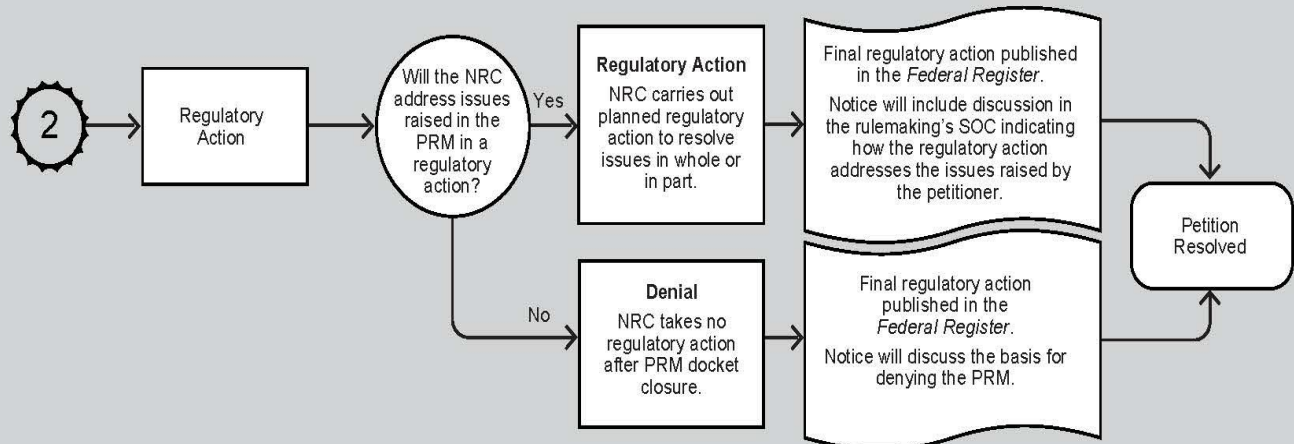 2
Regulatory
Action
Will the NRC
address issues
raised in the
PRM in a
regulatory
action?
Yes
Regulatory Action
NRC carries out
planned regulatory
action to resolve
issues in whole or
in part.
Final regulatory action published
in the Federal Register.
Notice will include discussion in
the rulemaking's SOC indicating
how the regulatory action
addresses the issues raised by
the petitioner.
No
Denial
NRC takes no
regulatory action
after PRM docket
closure.
Final regulatory action
published in the
Federal Register.
Notice will discuss the basis for
denying the PRM.
Petition
Resolved